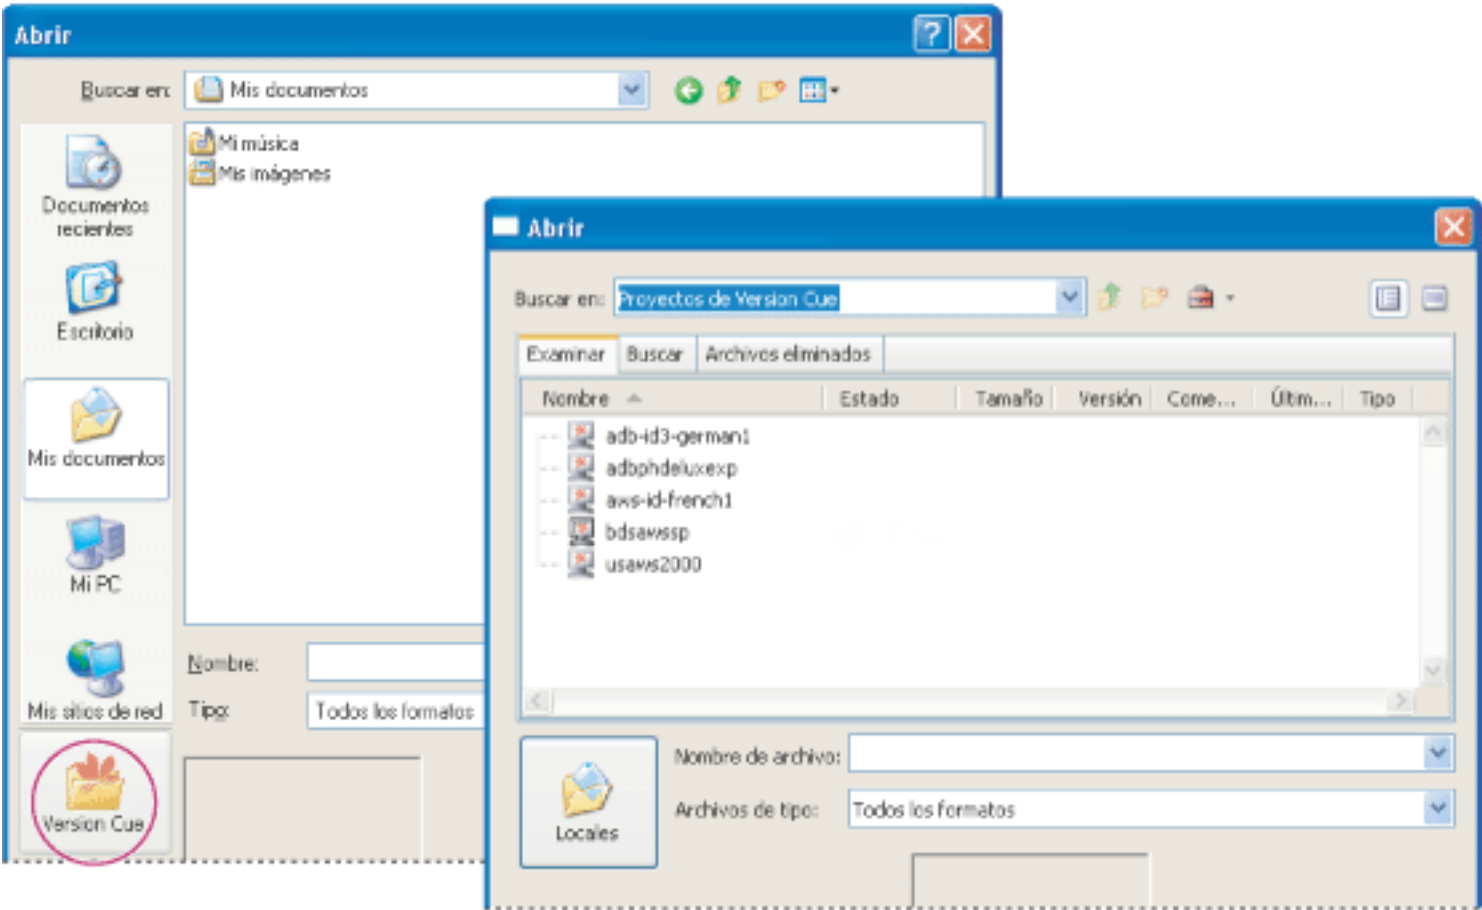 Abrir
Buscar en: Mis documentos
Mi música
Mis imágenes
Documentos
recientes
Escritorio
Mis documentos
Mi PC
Mis sitios de red
Version Cue
Nombre:
Tipo: Todos los formatos
Abrir
Buscar en: Proyectos de Version Cue
Examinar Buscar Archivos eliminados
Nombre Estado Tamaño Versión Come... Últim... Tipo
adb-id3-german1
adbphdeluxexp
aws-id-french1
bdsawssp
usaws2000
Locales
Nombre de archivo:
Archivos de tipo: Todos los formatos